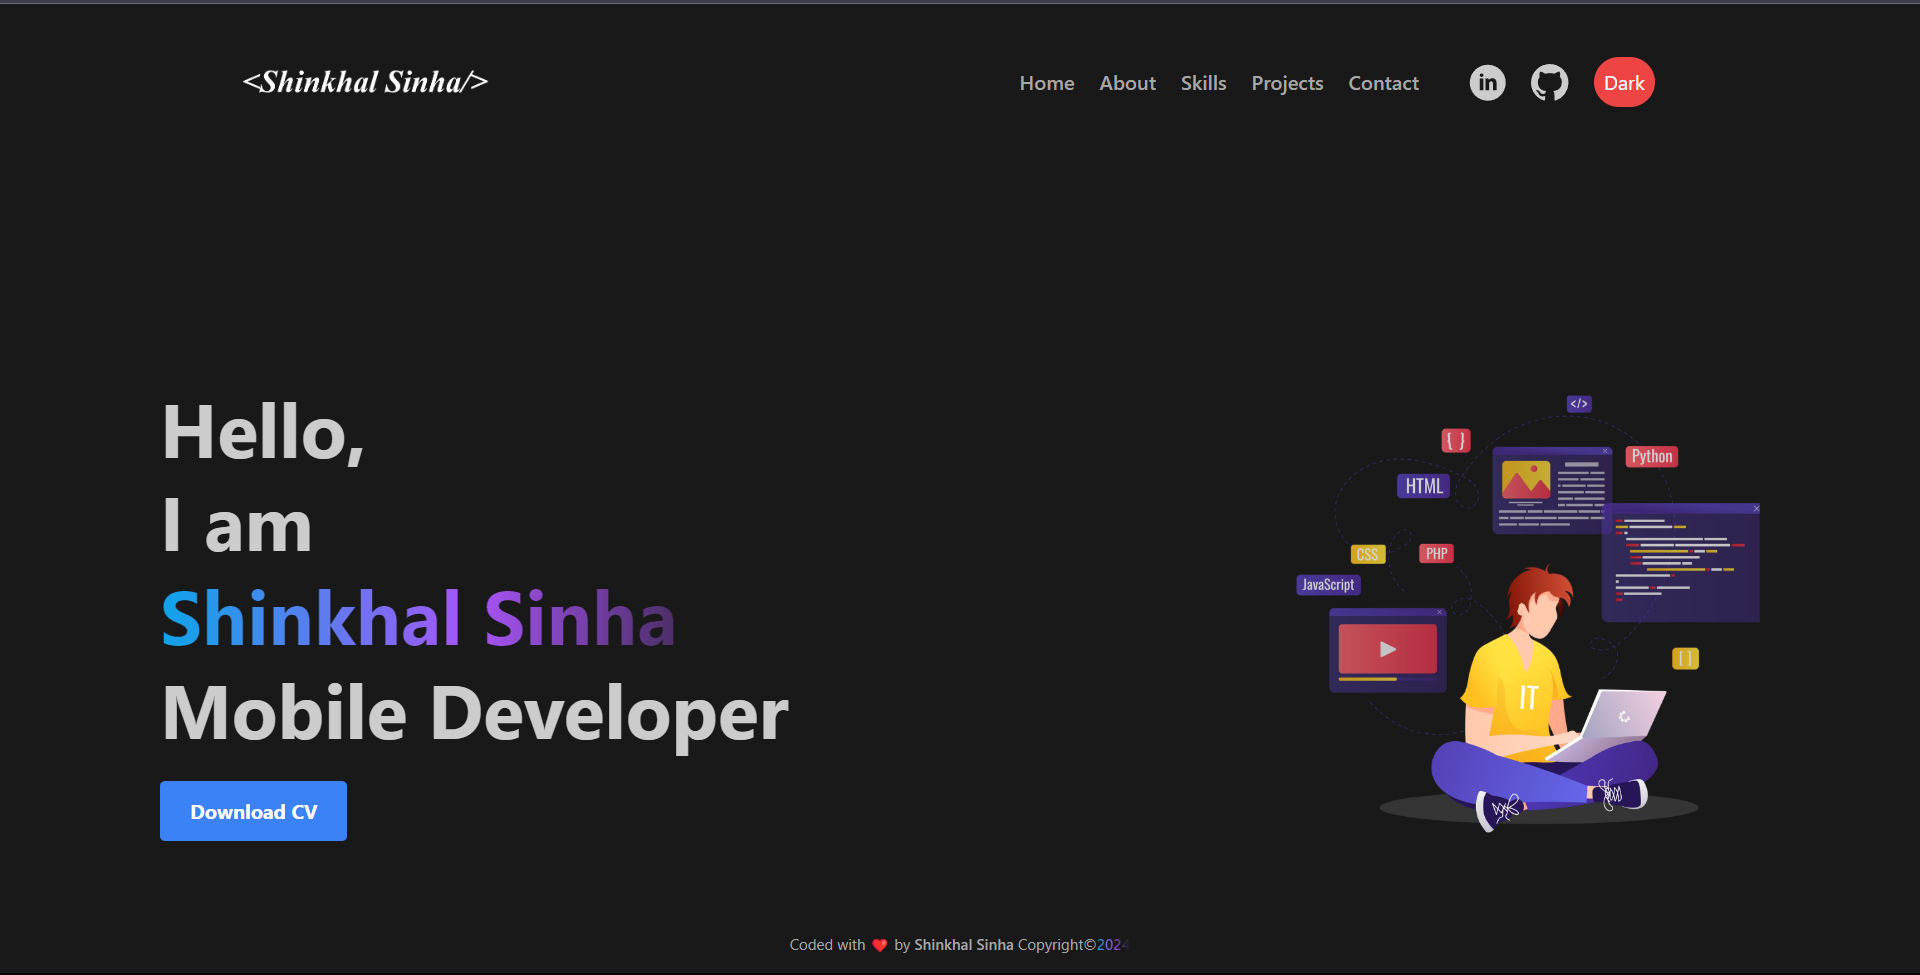 <Shinkhal Sinha/>
Home About Skills Projects Contact in Dark
Hello,
I am
Shinkhal Sinha
Mobile Developer
Download CV
</>
{ }
Python
HTML
CSS
PHP
JavaScript
[ ]
IT
Coded with ❤️ by Shinkhal Sinha Copyright©2024